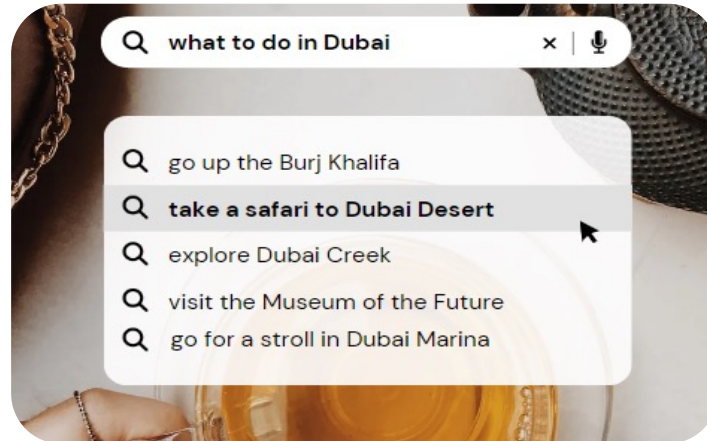 what to do in Dubai
go up the Burj Khalifa
take a safari to Dubai Desert
explore Dubai Creek
visit the Museum of the Future
go for a stroll in Dubai Marina